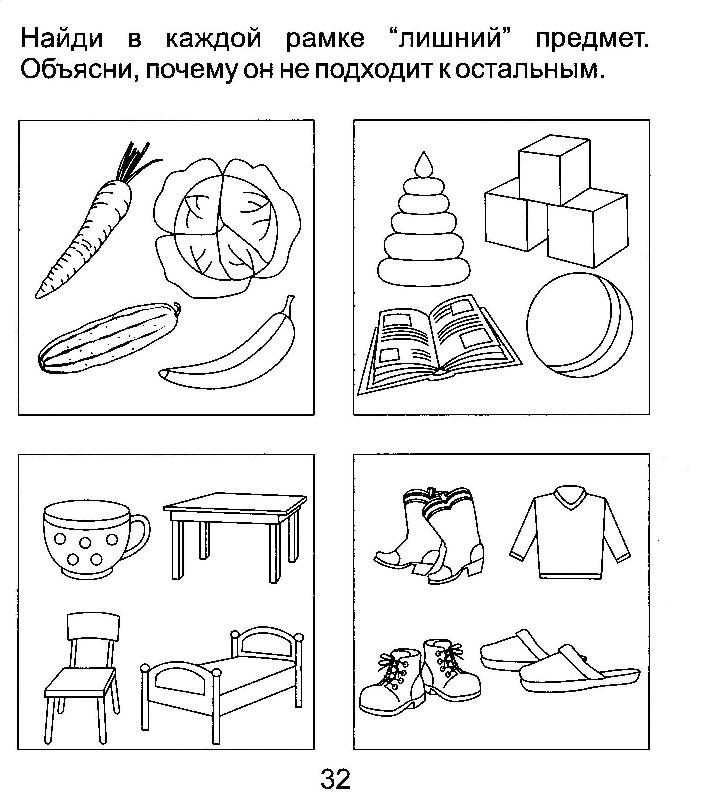 Найди в каждой рамке “лишний” предмет.
Объясни, почему он не подходит к остальным.
32